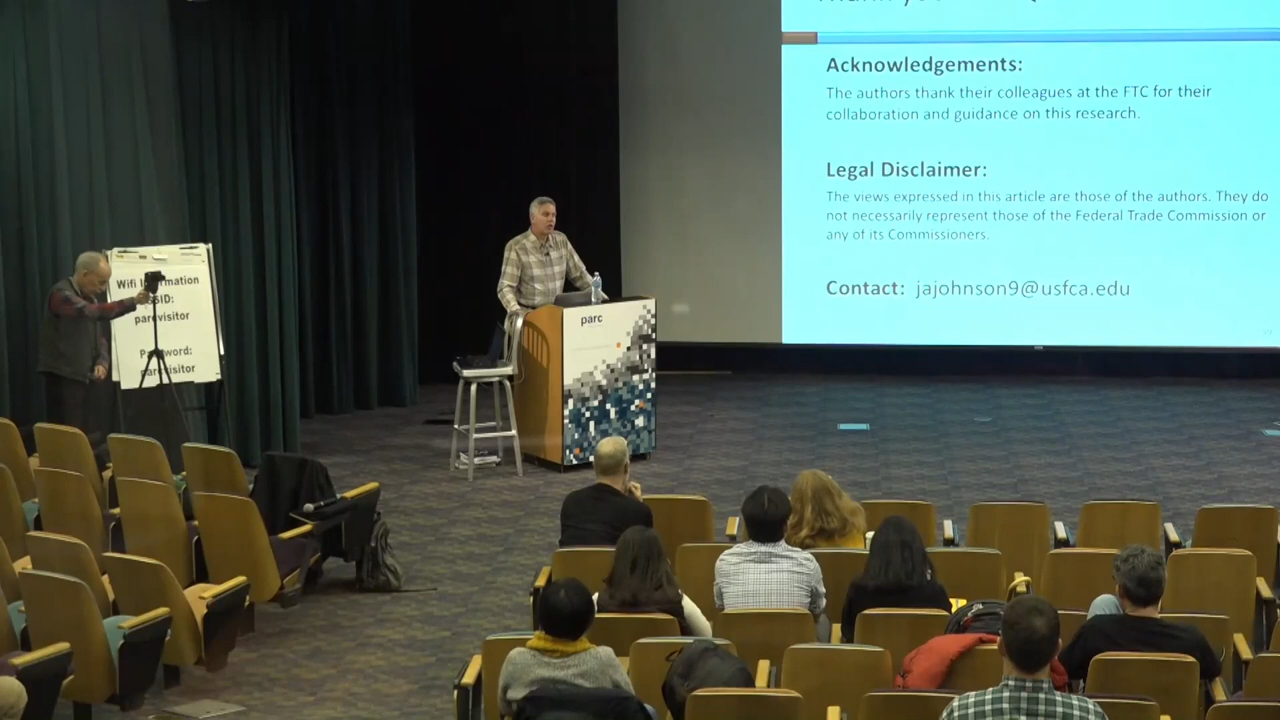 Acknowledgements:
The authors thank their colleagues at the FTC for their
collaboration and guidance on this research.
Legal Disclaimer:
The views expressed in this article are those of the authors. They do
not necessarily represent those of the Federal Trade Commission or
any of its Commissioners.
Contact: jajohnson9@usfca.edu
parc
Wifi
SSID:
parcvisitor
Password:
parcvisitor